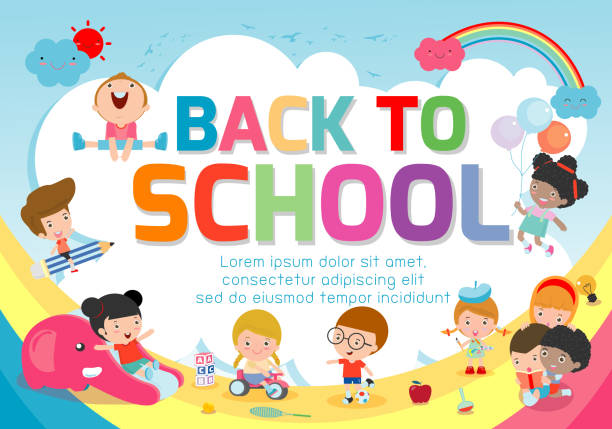 BACK TO
SCHOOL
Lorem ipsum dolor sit amet,
consectetur adipiscing elit
sed do eiusmod tempor incididunt